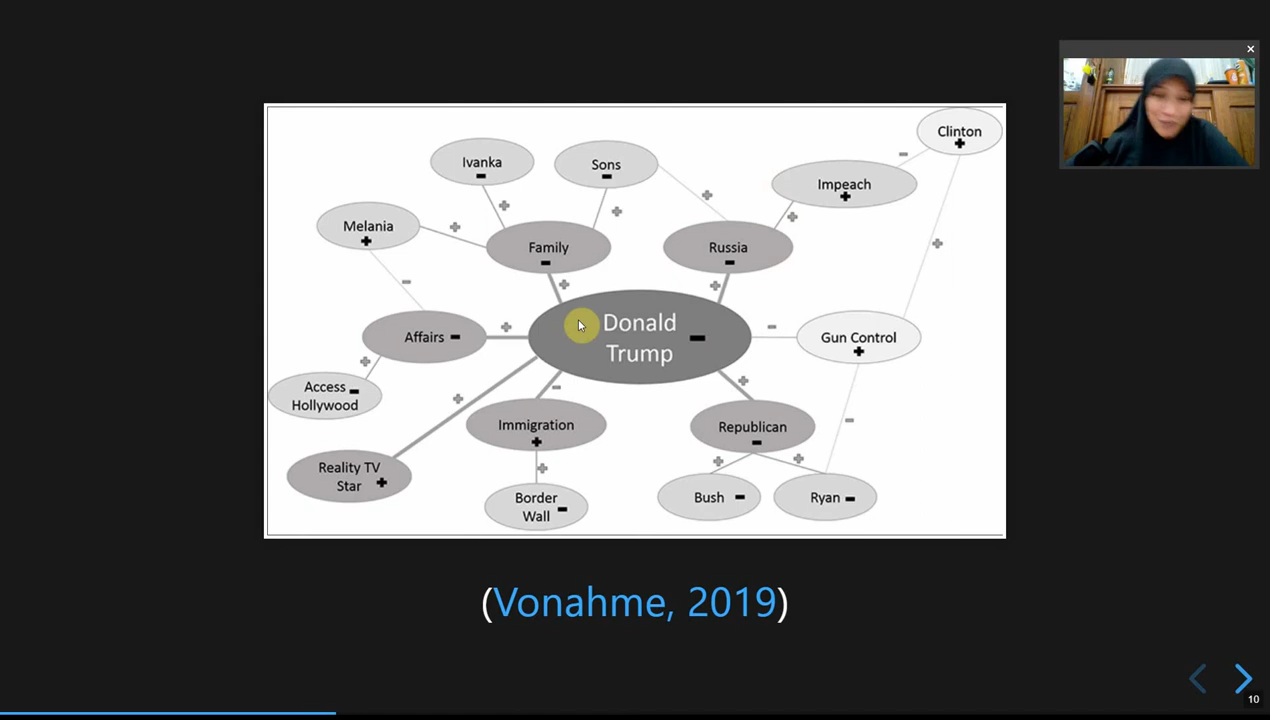 Clinton
Ivanka
Sons
Impeach
Melania
Family
Russia
Donald
Trump
Affairs
Gun Control
Access
Hollywood
Immigration
Republican
Reality TV
Star
Border
Wall
Bush
Ryan
(Vonahme, 2019)
10